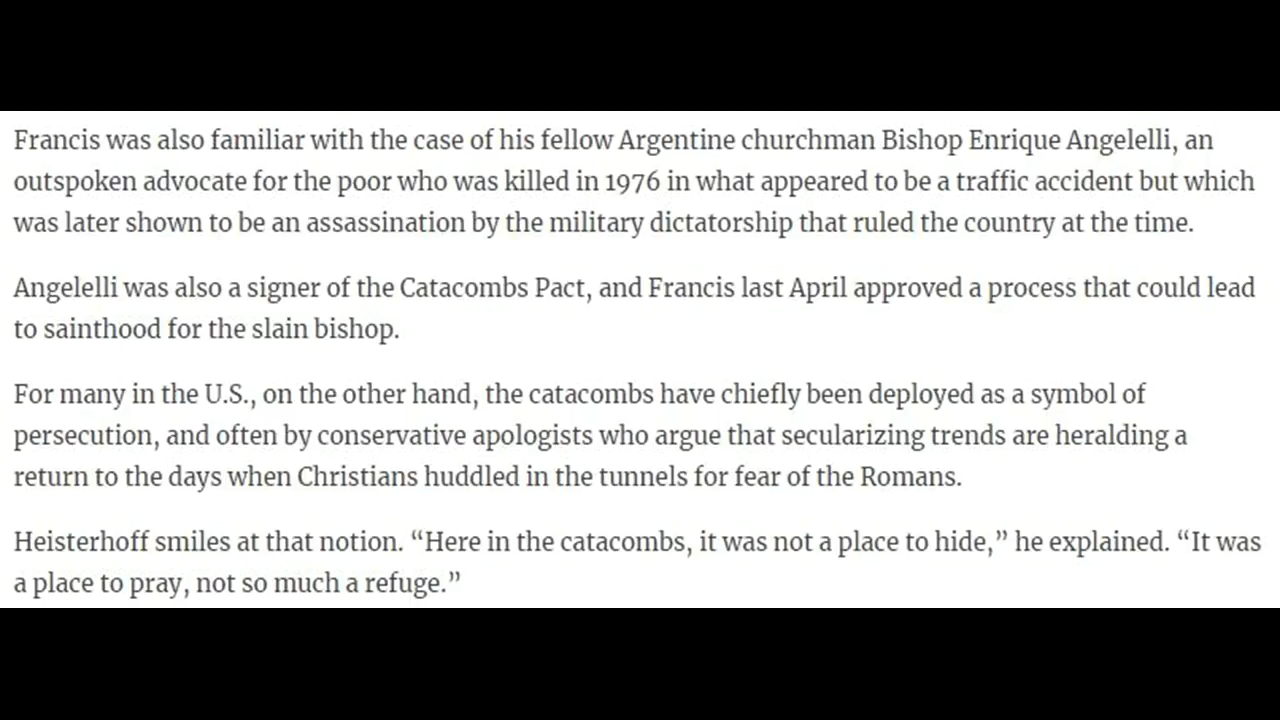 Francis was also familiar with the case of his fellow Argentine churchman Bishop Enrique Angelelli, an
outspoken advocate for the poor who was killed in 1976 in what appeared to be a traffic accident but which
was later shown to be an assassination by the military dictatorship that ruled the country at the time.
Angelelli was also a signer of the Catacombs Pact, and Francis last April approved a process that could lead
to sainthood for the slain bishop.
For many in the U.S., on the other hand, the catacombs have chiefly been deployed as a symbol of
persecution, and often by conservative apologists who argue that secularizing trends are heralding a
return to the days when Christians huddled in the tunnels for fear of the Romans.
Heisterhoff smiles at that notion. “Here in the catacombs, it was not a place to hide,” he explained. “It was
a place to pray, not so much a refuge.”